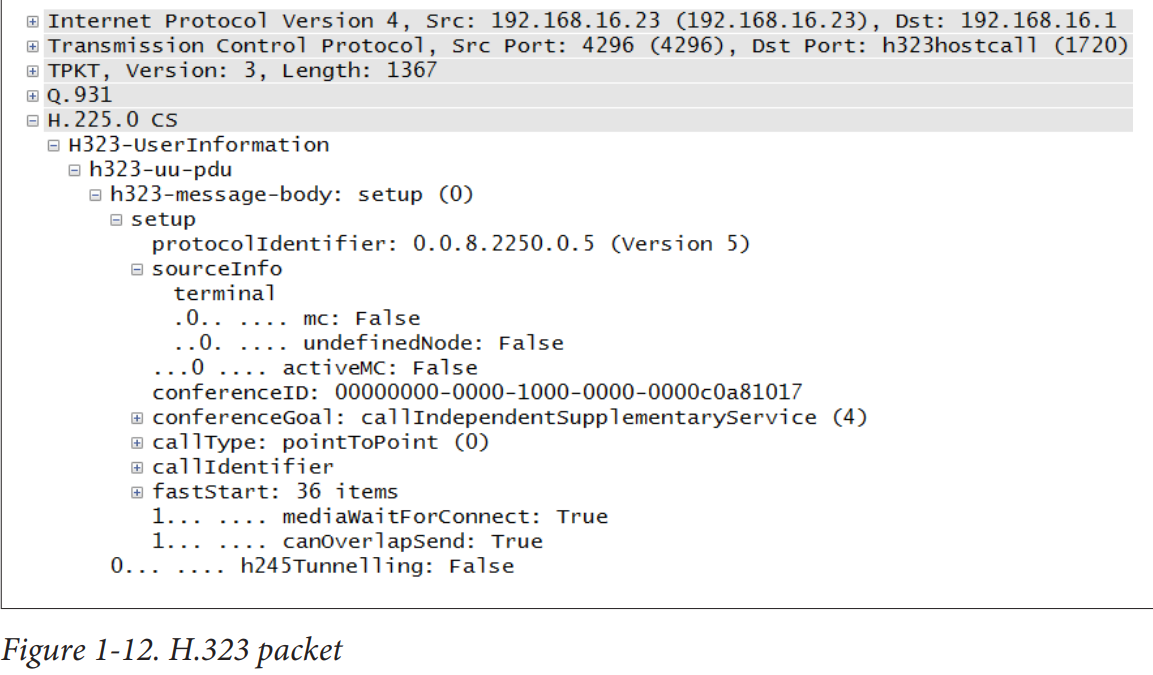 Internet Protocol Version 4, Src: 192.168.16.23 (192.168.16.23), Dst: 192.168.16.1
Transmission Control Protocol, Src Port: 4296 (4296), Dst Port: h323hostcall (1720)
TPKT, Version: 3, Length: 1367
Q.931
H.225.0 CS
H323-UserInformation
h323-uu-pdu
h323-message-body: setup (0)
setup
protocolIdentifier: 0.0.8.2250.0.5 (Version 5)
sourceInfo
terminal
.0.. .... mc: False
..0. .... undefinedNode: False
...0 .... activeMC: False
conferenceID: 00000000-0000-1000-0000-0000c0a81017
conferenceGoal: callIndependentSupplementaryService (4)
callType: pointToPoint (0)
callIdentifier
fastStart: 36 items
1... .... mediaWaitForConnect: True
1... .... canOverlapSend: True
0... .... h245Tunnelling: False
Figure 1-12. H.323 packet